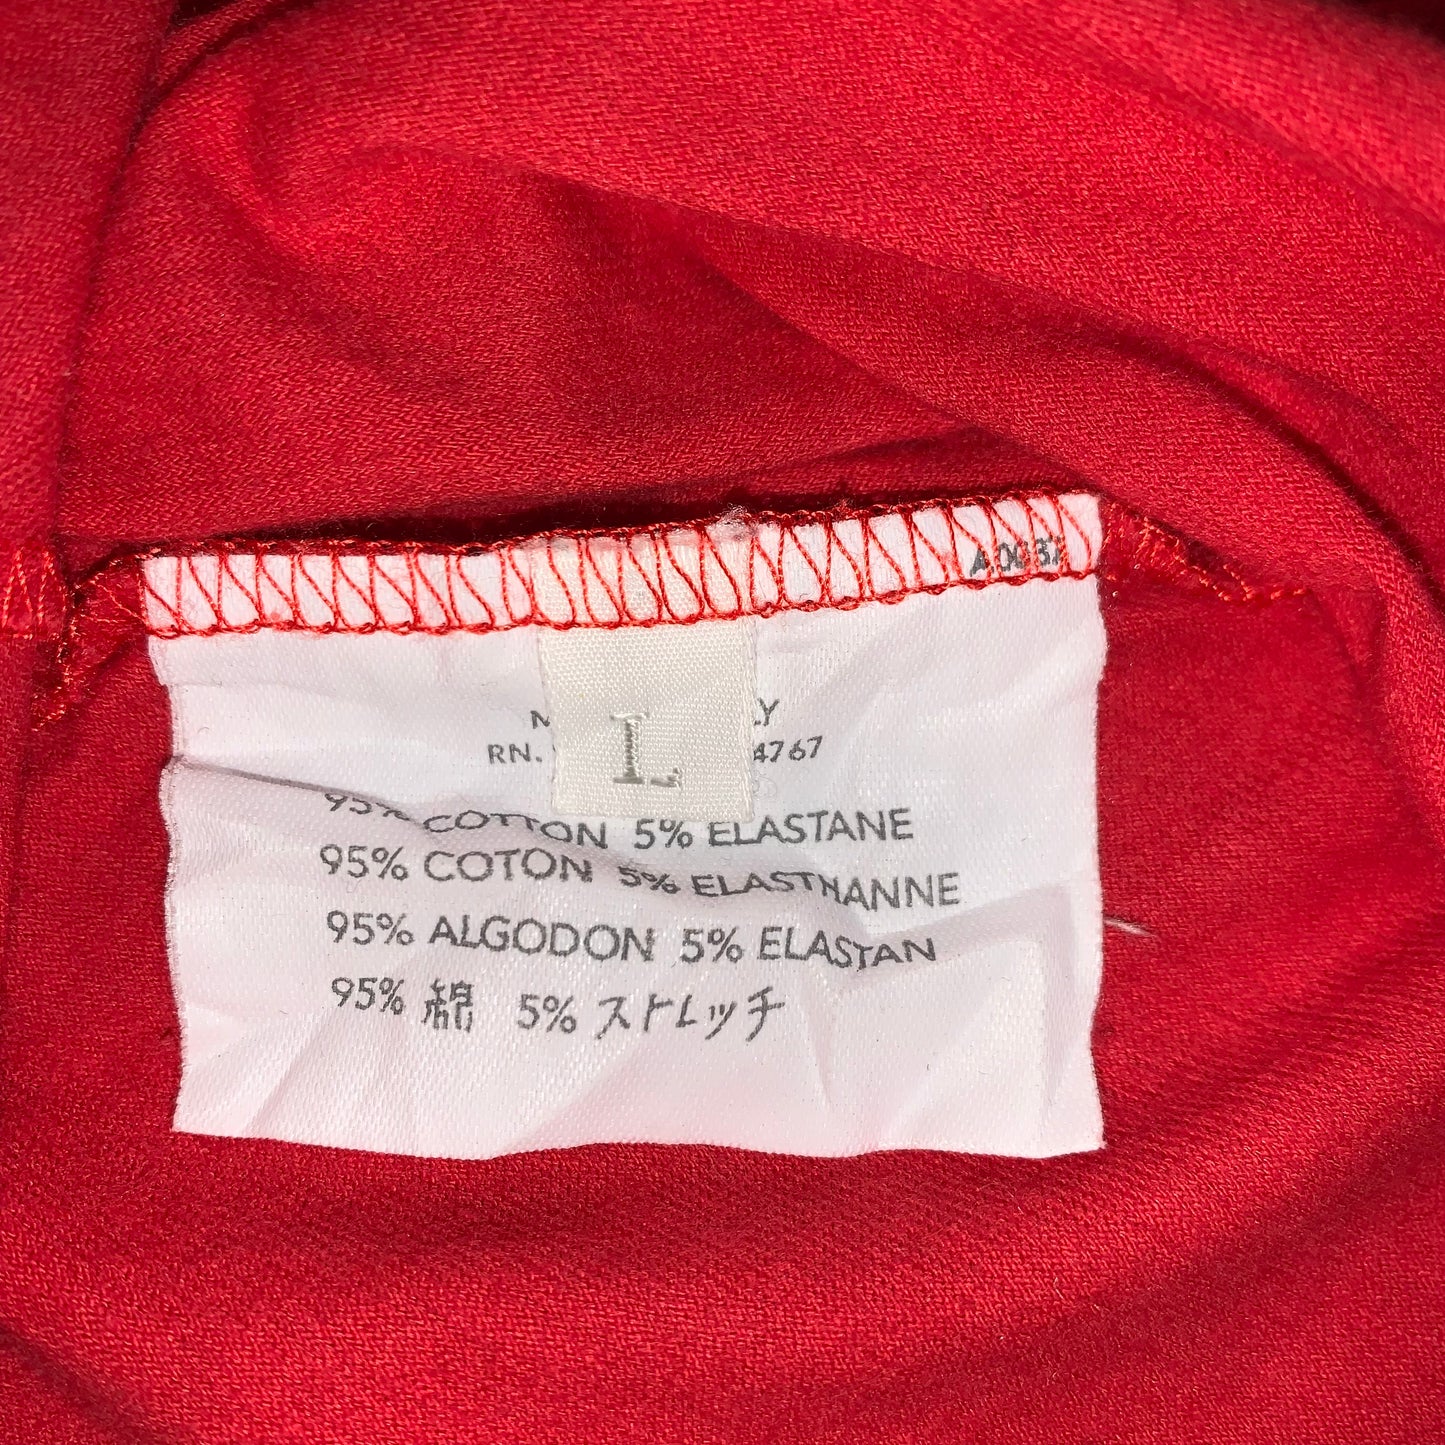 L
RN.
4767
95% COTTON 5% ELASTANE
95% COTON 5% ELASTHANNE
95% ALGODON 5% ELASTAN
95% 綿 5% ストレッチ